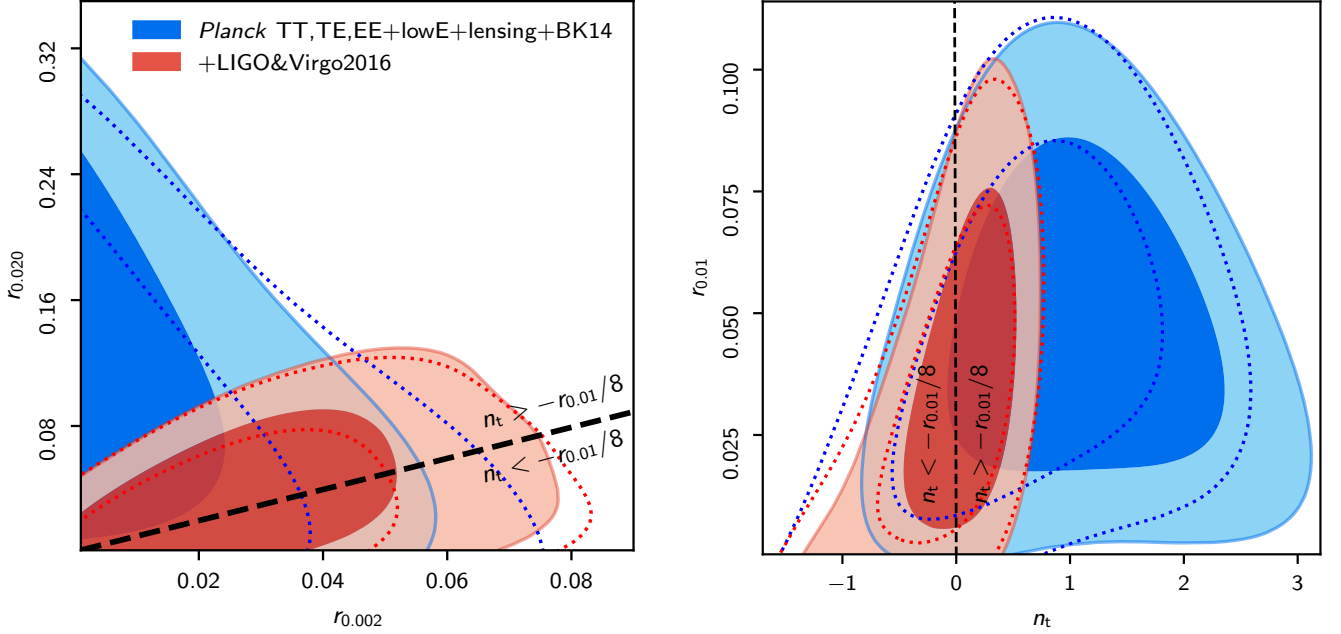 Planck TT,TE,EE+lowE+lensing+BK14
+LIGO&Virgo2016
0.32
0.24
0.16
0.08
r0.020
nt > −r0.01/8
nt < −r0.01/8
0.02 0.04 0.06 0.08
r0.002
0.100
0.075
0.050
0.025
r0.01
nt < −r0.01/8
nt > −r0.01/8
−1 0 1 2 3
nt